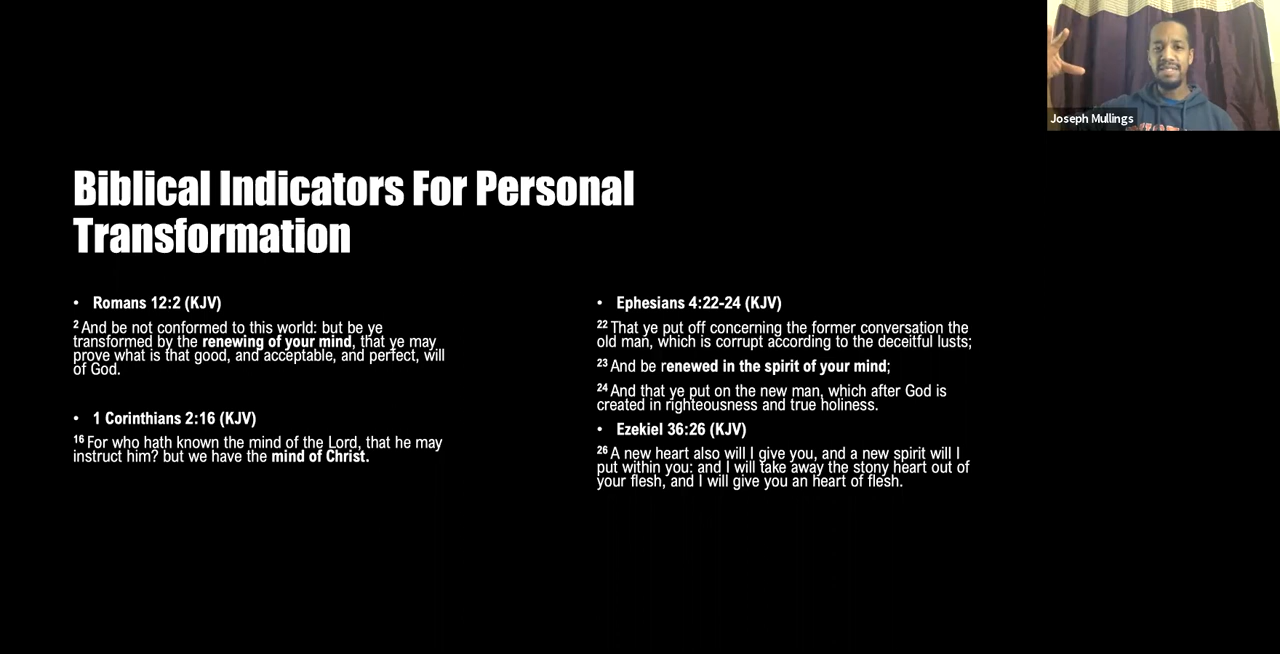 Joseph Mullings
Biblical Indicators For Personal
Transformation
• Romans 12:2 (KJV)
2 And be not conformed to this world: but be ye
transformed by the renewing of your mind, that ye may
prove what is that good, and acceptable, and perfect, will
of God.
• 1 Corinthians 2:16 (KJV)
16 For who hath known the mind of the Lord, that he may
instruct him? but we have the mind of Christ.
• Ephesians 4:22-24 (KJV)
22 That ye put off concerning the former conversation the
old man, which is corrupt according to the deceitful lusts;
23 And be renewed in the spirit of your mind;
24 And that ye put on the new man, which after God is
created in righteousness and true holiness.
• Ezekiel 36:26 (KJV)
26 A new heart also will I give you, and a new spirit will I
put within you: and I will take away the stony heart out of
your flesh, and I will give you an heart of flesh.